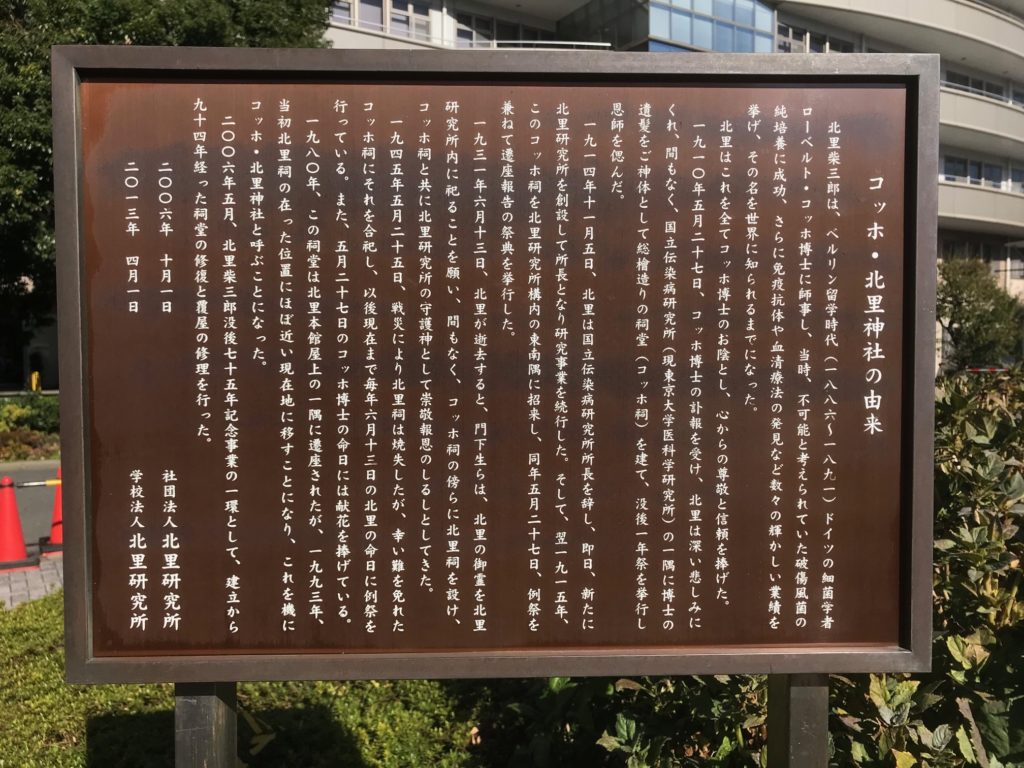 コッホ・北里神社の由来
北里柴三郎は、ベルリン留学時代（一八八六〜一八九一）ドイツの細菌学者
ローベルト・コッホ博士に師事し、当時、不可能と考えられていた破傷風菌の
純培養に成功、さらに免疫抗体や血清療法の発見など数々の輝かしい業績を
挙げ、その名を世界に知られるまでになった。
北里はこれを全てコッホ博士のお陰とし、心からの尊敬と信頼を捧げた。
一九一〇年五月二十七日、コッホ博士の訃報を受け、北里は深い悲しみに
くれ、間もなく、国立伝染病研究所（現東京大学医科学研究所）の一隅に博士の
遺髪をご神体として総檜造りの祠堂（コッホ祠）を建て、没後一年祭を挙行し
恩師を偲んだ。
一九一四年十一月五日、北里は国立伝染病研究所所長を辞し、即日、新たに
北里研究所を創設して所長となり研究事業を続行した。そして、翌一九一五年、
このコッホ祠を北里研究所構内の東南隅に招来し、同年五月二十七日、例祭を
兼ねて遷座報告の祭典を挙行した。
一九三一年六月十三日、北里が逝去すると、門下生らは、北里の御霊を北里
研究所内に祀ることを願い、間もなく、コッホ祠の傍らに北里祠を設け、
コッホ祠と共に北里研究所の守護神として崇敬報恩のしるしとしてきた。
一九四五年五月二十五日、戦災により北里祠は焼失したが、幸い難を免れた
コッホ祠にそれを合祀し、以後現在まで毎年六月十三日の北里の命日に例祭を
行っている。また、五月二十七日のコッホ博士の命日には献花を捧げている。
一九八〇年、この祠堂は北里本館屋上の一隅に遷座されたが、一九九三年、
当初北里祠の在った位置にほぼ近い現在地に移すことになり、これを機に
コッホ・北里神社と呼ぶことになった。
二〇〇六年五月、北里柴三郎没後七十五年記念事業の一環として、建立から
九十四年経った祠堂の修復と覆屋の修理を行った。
二〇〇六年　十月一日　社団法人北里研究所
二〇一三年　四月一日　学校法人北里研究所